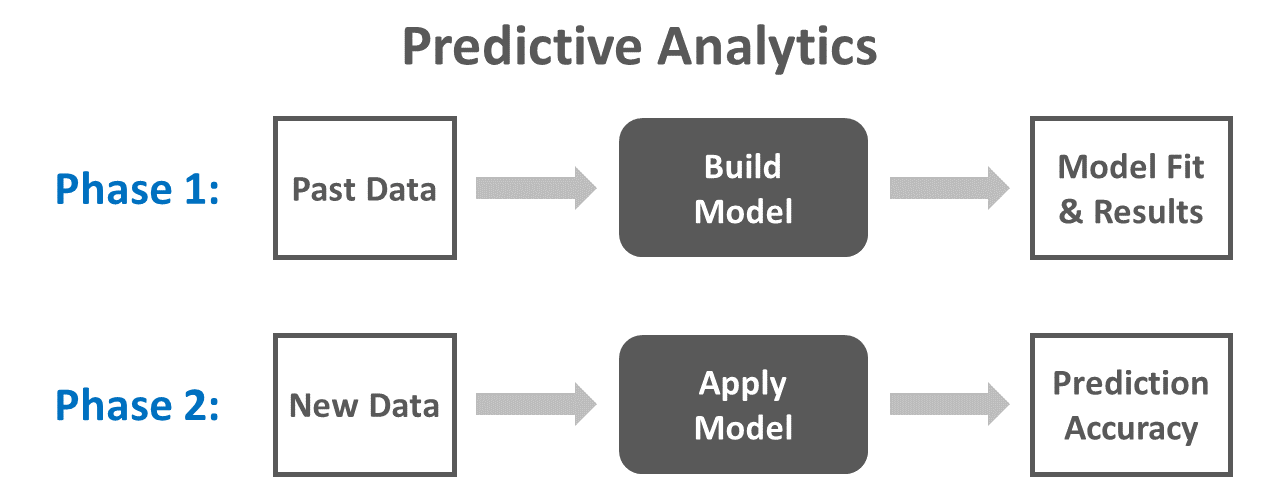 Predictive Analytics
Phase 1:
Past Data
Build
Model
Model Fit
& Results
Phase 2:
New Data
Apply
Model
Prediction
Accuracy